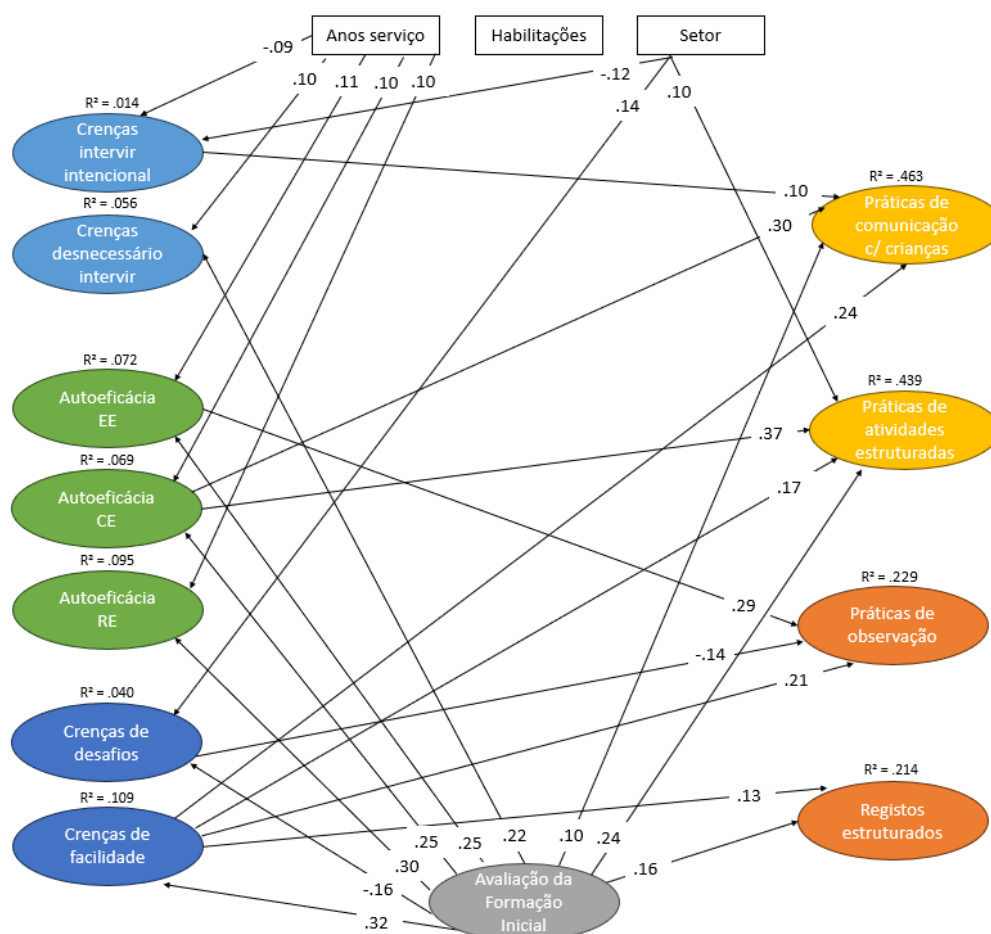 Anos serviço
Habilitações
Setor
-.09
.10
.11
.10
.10
-.12
.14
.10
R² = .014
Crenças
intervir
intencional
R² = .056
Crenças
desnecessário
intervir
.10
.30
R² = .463
Práticas de
comunicação
c/ crianças
.24
R² = .072
Autoeficácia
EE
R² = .439
Práticas de
atividades
estruturadas
.37
.17
R² = .069
Autoeficácia
CE
R² = .095
Autoeficácia
RE
R² = .229
Práticas de
observação
.29
-.14
.21
R² = .040
Crenças de
desafios
R² = .109
Crenças de
facilidade
R² = .214
Registos
estruturados
.13
.16
.25
.25
.22
.10
.24
.30
-.16
.32
Avaliação da
Formação
Inicial